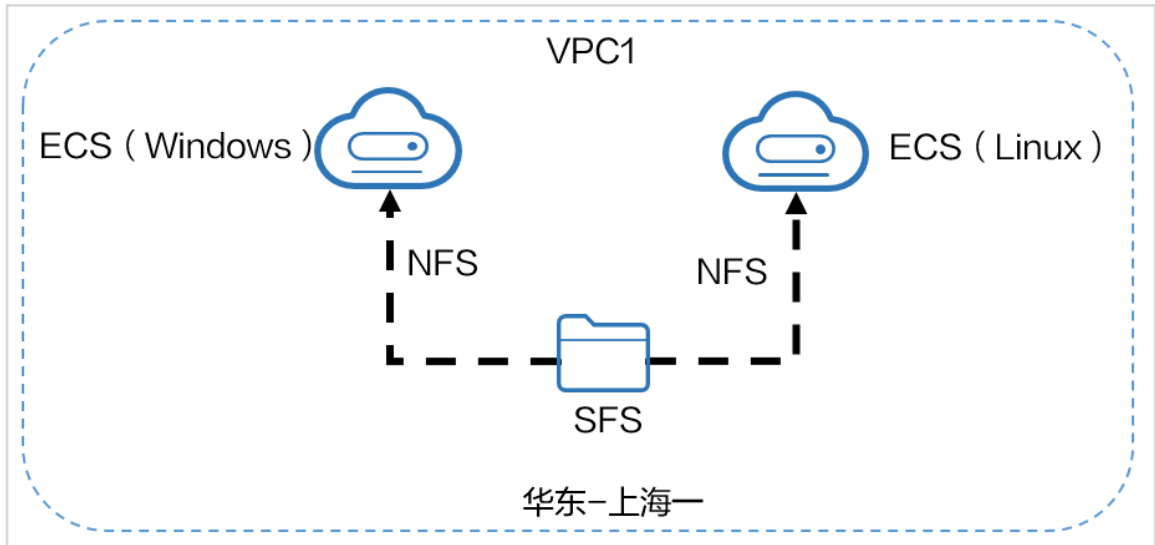 VPC1
ECS（Windows）
ECS（Linux）
NFS
NFS
SFS
华东-上海一